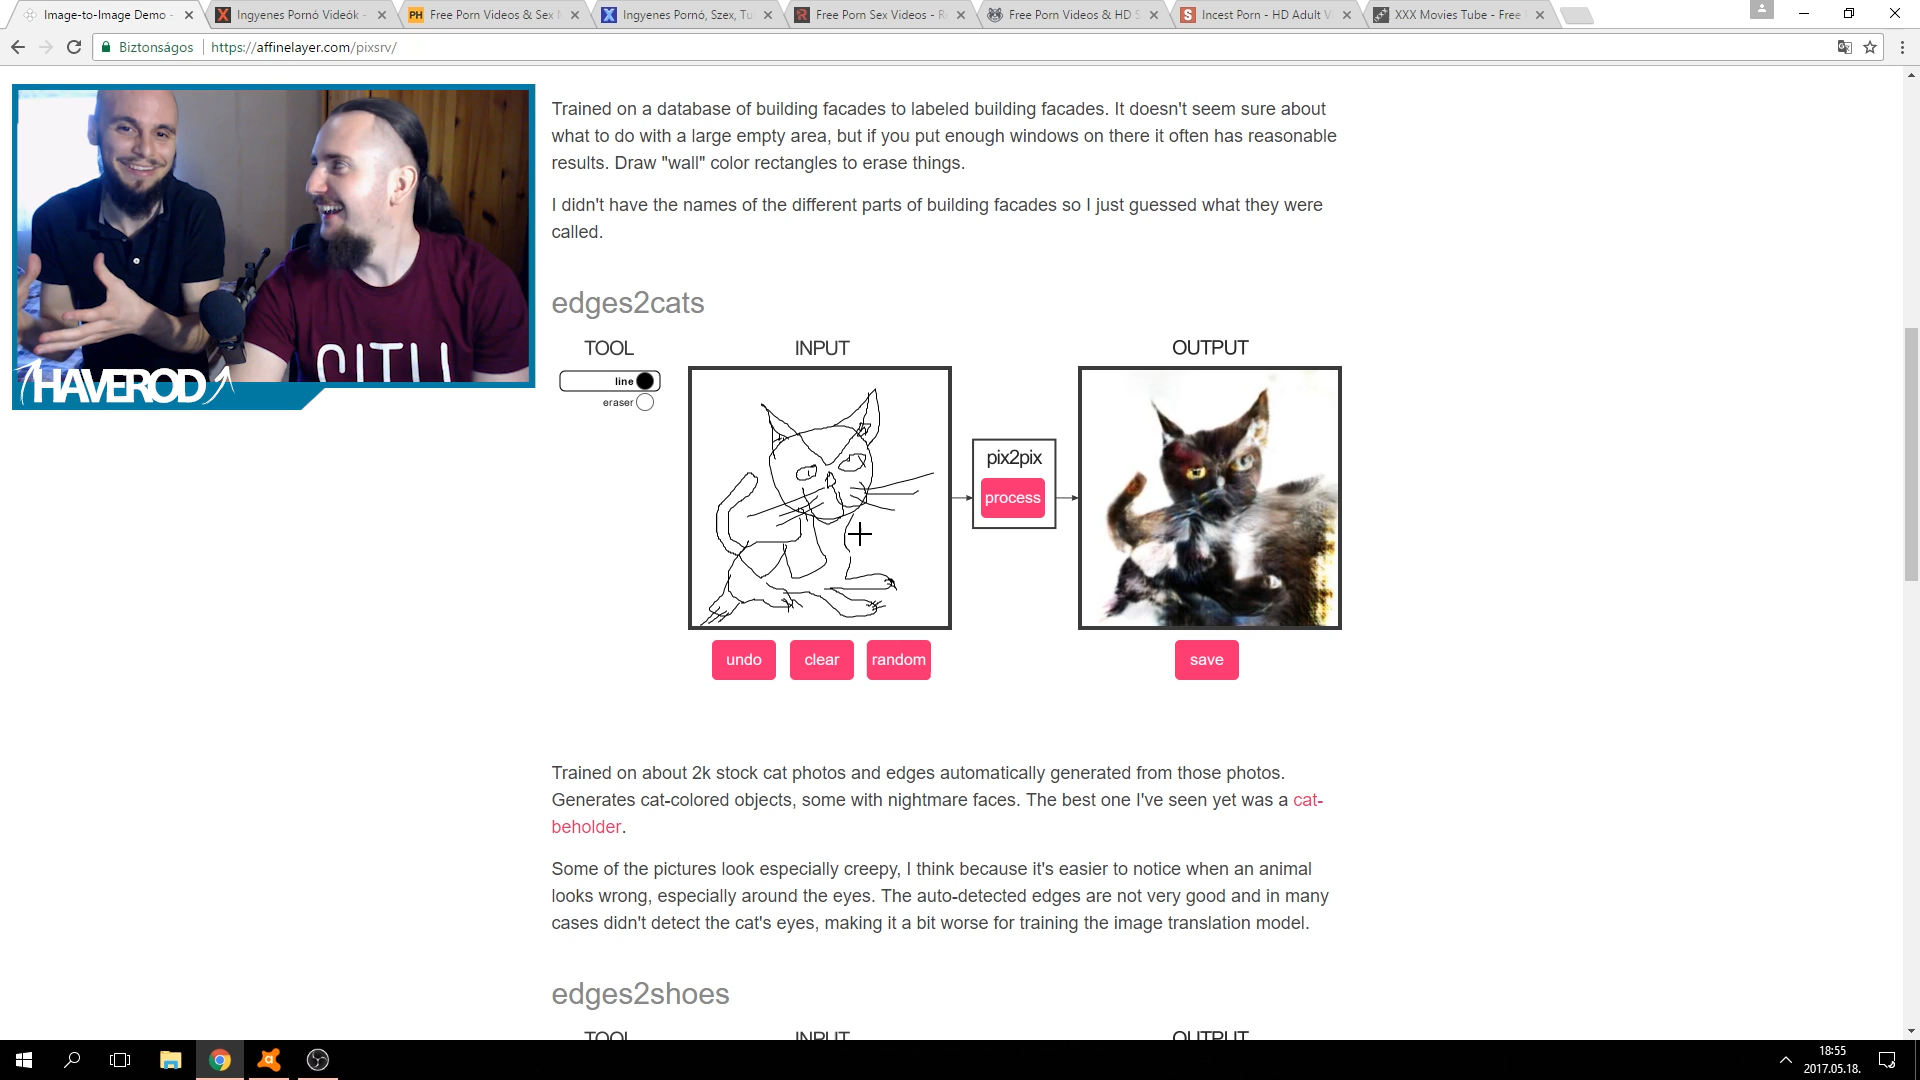 Image-to-Image Demo -
Ingyenes Pornó Videók -
PH Free Porn Videos & Sex
X Ingyenes Pornó, Szex, Tu
R Free Porn Sex Videos - R
Free Porn Videos & HD S
S Incest Porn - HD Adult V
XXX XXX Movies Tube - Free
Biztonságos https://affinelayer.com/pixsrv/
Trained on a database of building facades to labeled building facades. It doesn't seem sure about
what to do with a large empty area, but if you put enough windows on there it often has reasonable
results. Draw "wall" color rectangles to erase things.
I didn't have the names of the different parts of building facades so I just guessed what they were
called.
HAVEROD
edges2cats
TOOL
INPUT
OUTPUT
line
eraser
pix2pix
process
undo
clear
random
save
Trained on about 2k stock cat photos and edges automatically generated from those photos.
Generates cat-colored objects, some with nightmare faces. The best one I've seen yet was a cat-
beholder.
Some of the pictures look especially creepy, I think because it's easier to notice when an animal
looks wrong, especially around the eyes. The auto-detected edges are not very good and in many
cases didn't detect the cat's eyes, making it a bit worse for training the image translation model.
edges2shoes
TOOL
INPUT
OUTPUT
18:55
2017.05.18.